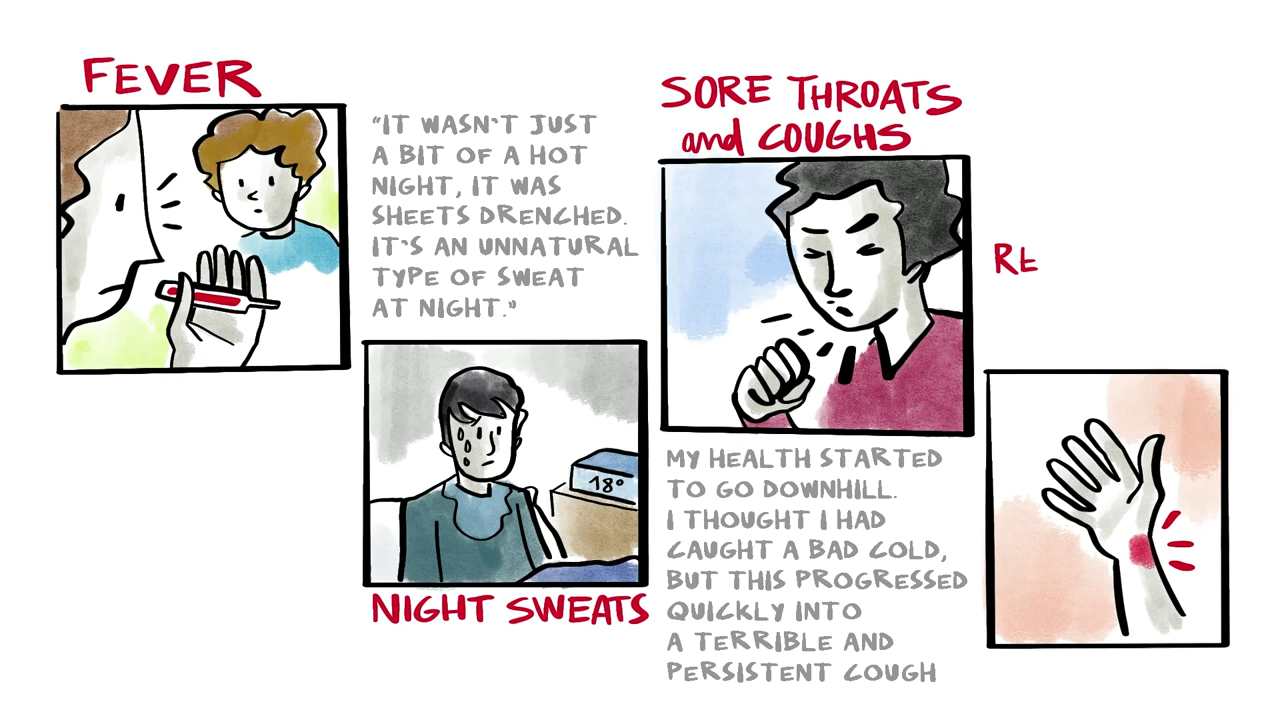 FEVER
"IT WASN'T JUST
A BIT OF A HOT
NIGHT, IT WAS
SHEETS DRENCHED.
IT'S AN UNNATURAL
TYPE OF SWEAT
AT NIGHT."
18°
NIGHT SWEATS
SORE THROATS
and COUGHS
MY HEALTH STARTED
TO GO DOWNHILL.
I THOUGHT I HAD
CAUGHT A BAD COLD,
BUT THIS PROGRESSED
QUICKLY INTO
A TERRIBLE AND
PERSISTENT COUGH
RE